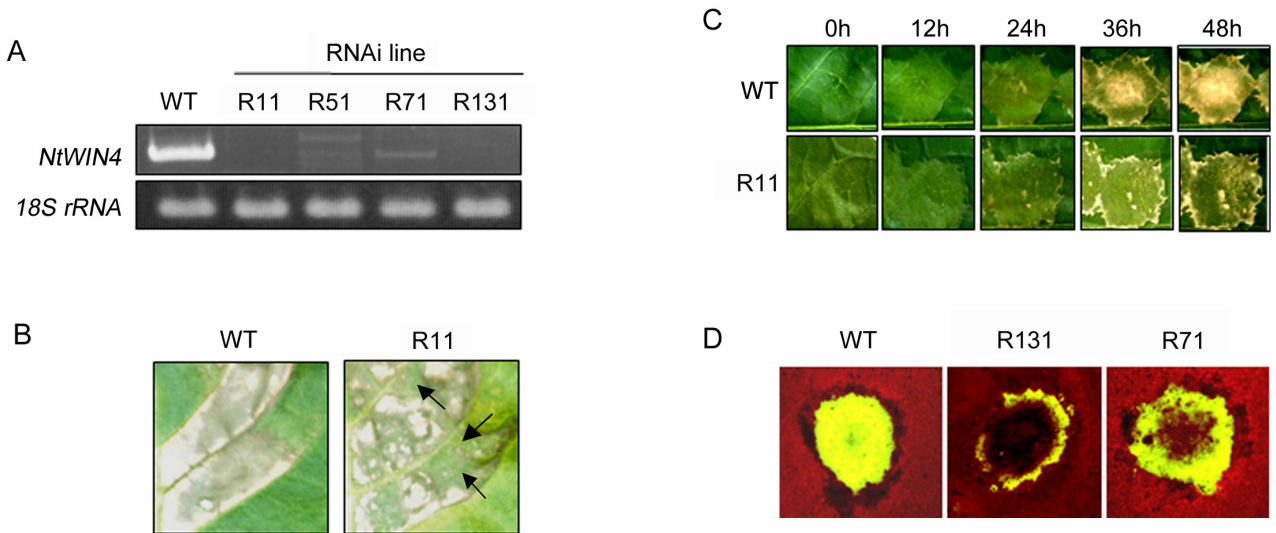 A
RNAi line
WT R11 R51 R71 R131
NtWIN4
18S rRNA
B
WT R11
C
0h 12h 24h 36h 48h
WT
R11
D
WT R131 R71